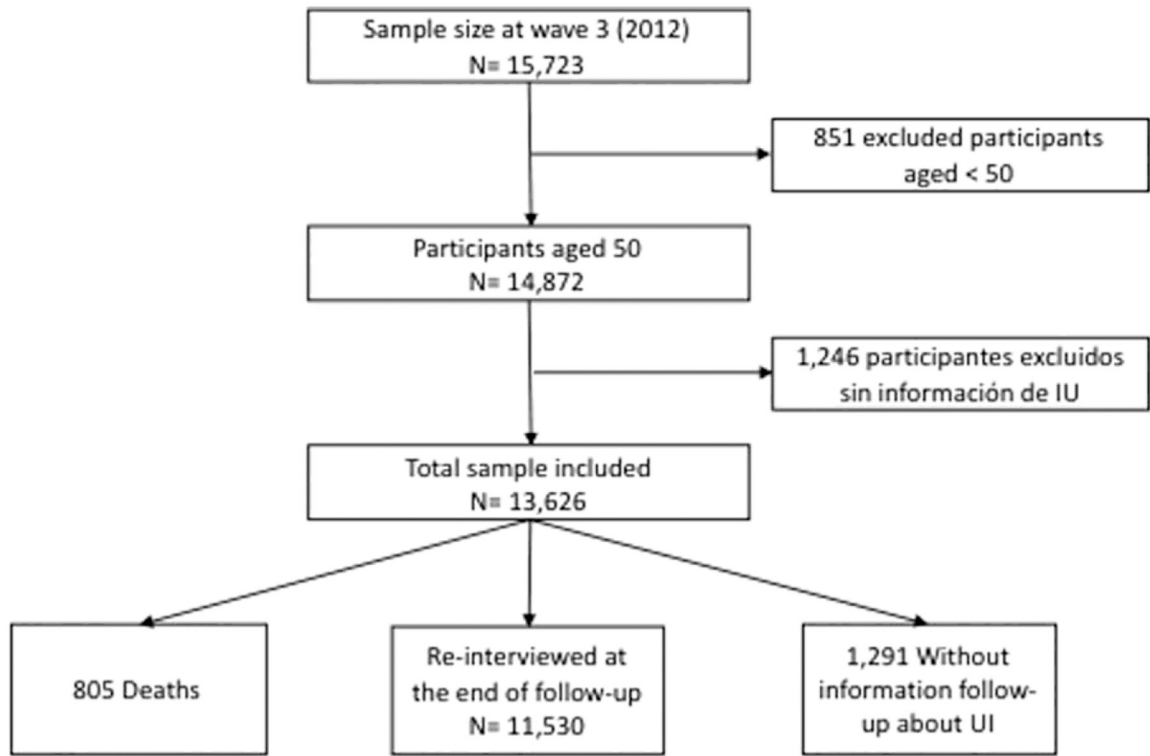 Sample size at wave 3 (2012)
N= 15,723
851 excluded participants
aged < 50
Participants aged 50
N= 14,872
1,246 participantes excluidos
sin información de IU
Total sample included
N= 13,626
805 Deaths
Re-interviewed at
the end of follow-up
N= 11,530
1,291 Without
information follow-
up about UI